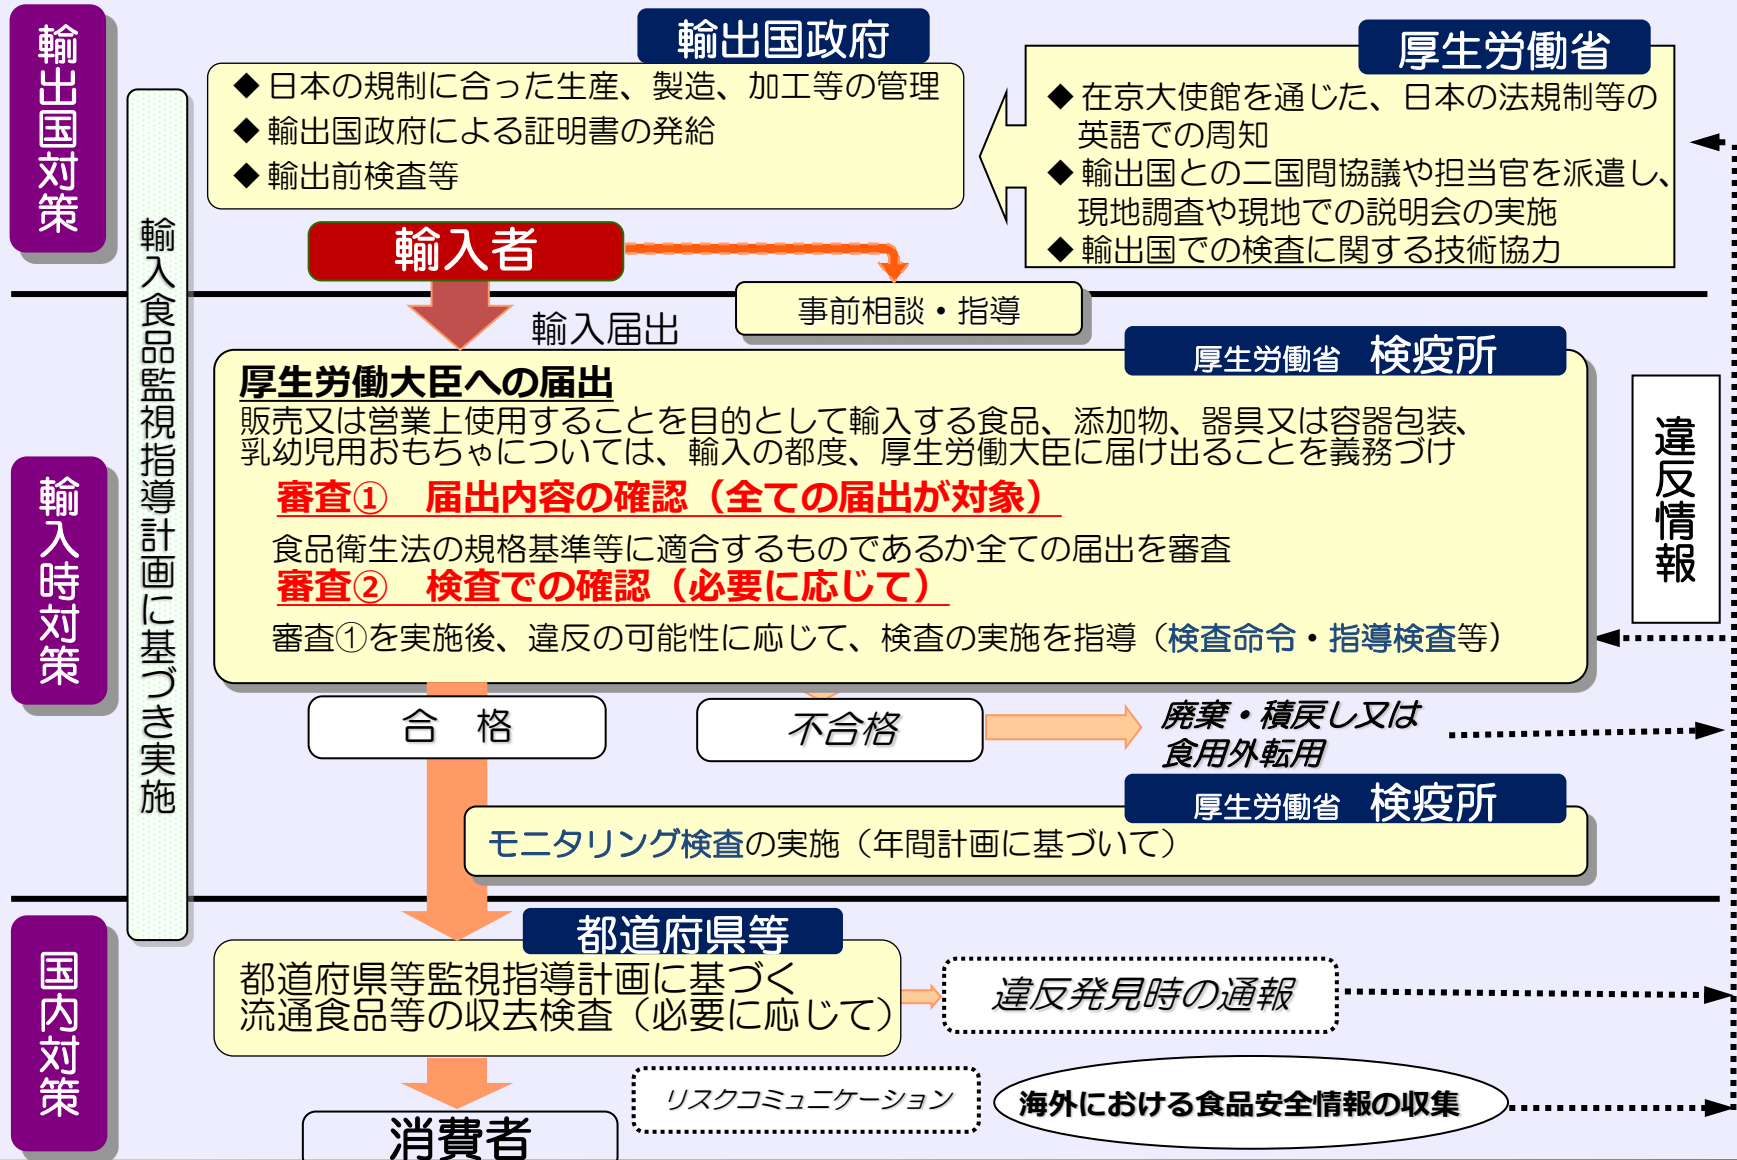 輸出国対策
輸出国政府
◆ 日本の規制に合った生産、製造、加工等の管理
◆ 輸出国政府による証明書の発給
◆ 輸出前検査等
厚生労働省
◆ 在京大使館を通じた、日本の法規制等の
英語での周知
◆ 輸出国との二国間協議や担当官を派遣し、
現地調査や現地での説明会の実施
◆ 輸出国での検査に関する技術協力
輸入食品監視指導計画に基づき実施
輸入者
事前相談・指導
輸入届出
輸入時対策
厚生労働省 検疫所
厚生労働大臣への届出
販売又は営業上使用することを目的として輸入する食品、添加物、器具又は容器包装、
乳幼児用おもちゃについては、輸入の都度、厚生労働大臣に届け出ることを義務づけ
審査① 届出内容の確認（全ての届出が対象）
食品衛生法の規格基準等に適合するものであるか全ての届出を審査
審査② 検査での確認（必要に応じて）
審査①を実施後、違反の可能性に応じて、検査の実施を指導（検査命令・指導検査等）
違反情報
合 格
不合格
廃棄・積戻し又は
食用外転用
厚生労働省 検疫所
モニタリング検査の実施（年間計画に基づいて）
国内対策
都道府県等
都道府県等監視指導計画に基づく
流通食品等の収去検査（必要に応じて）
違反発見時の通報
リスクコミュニケーション
海外における食品安全情報の収集
消費者